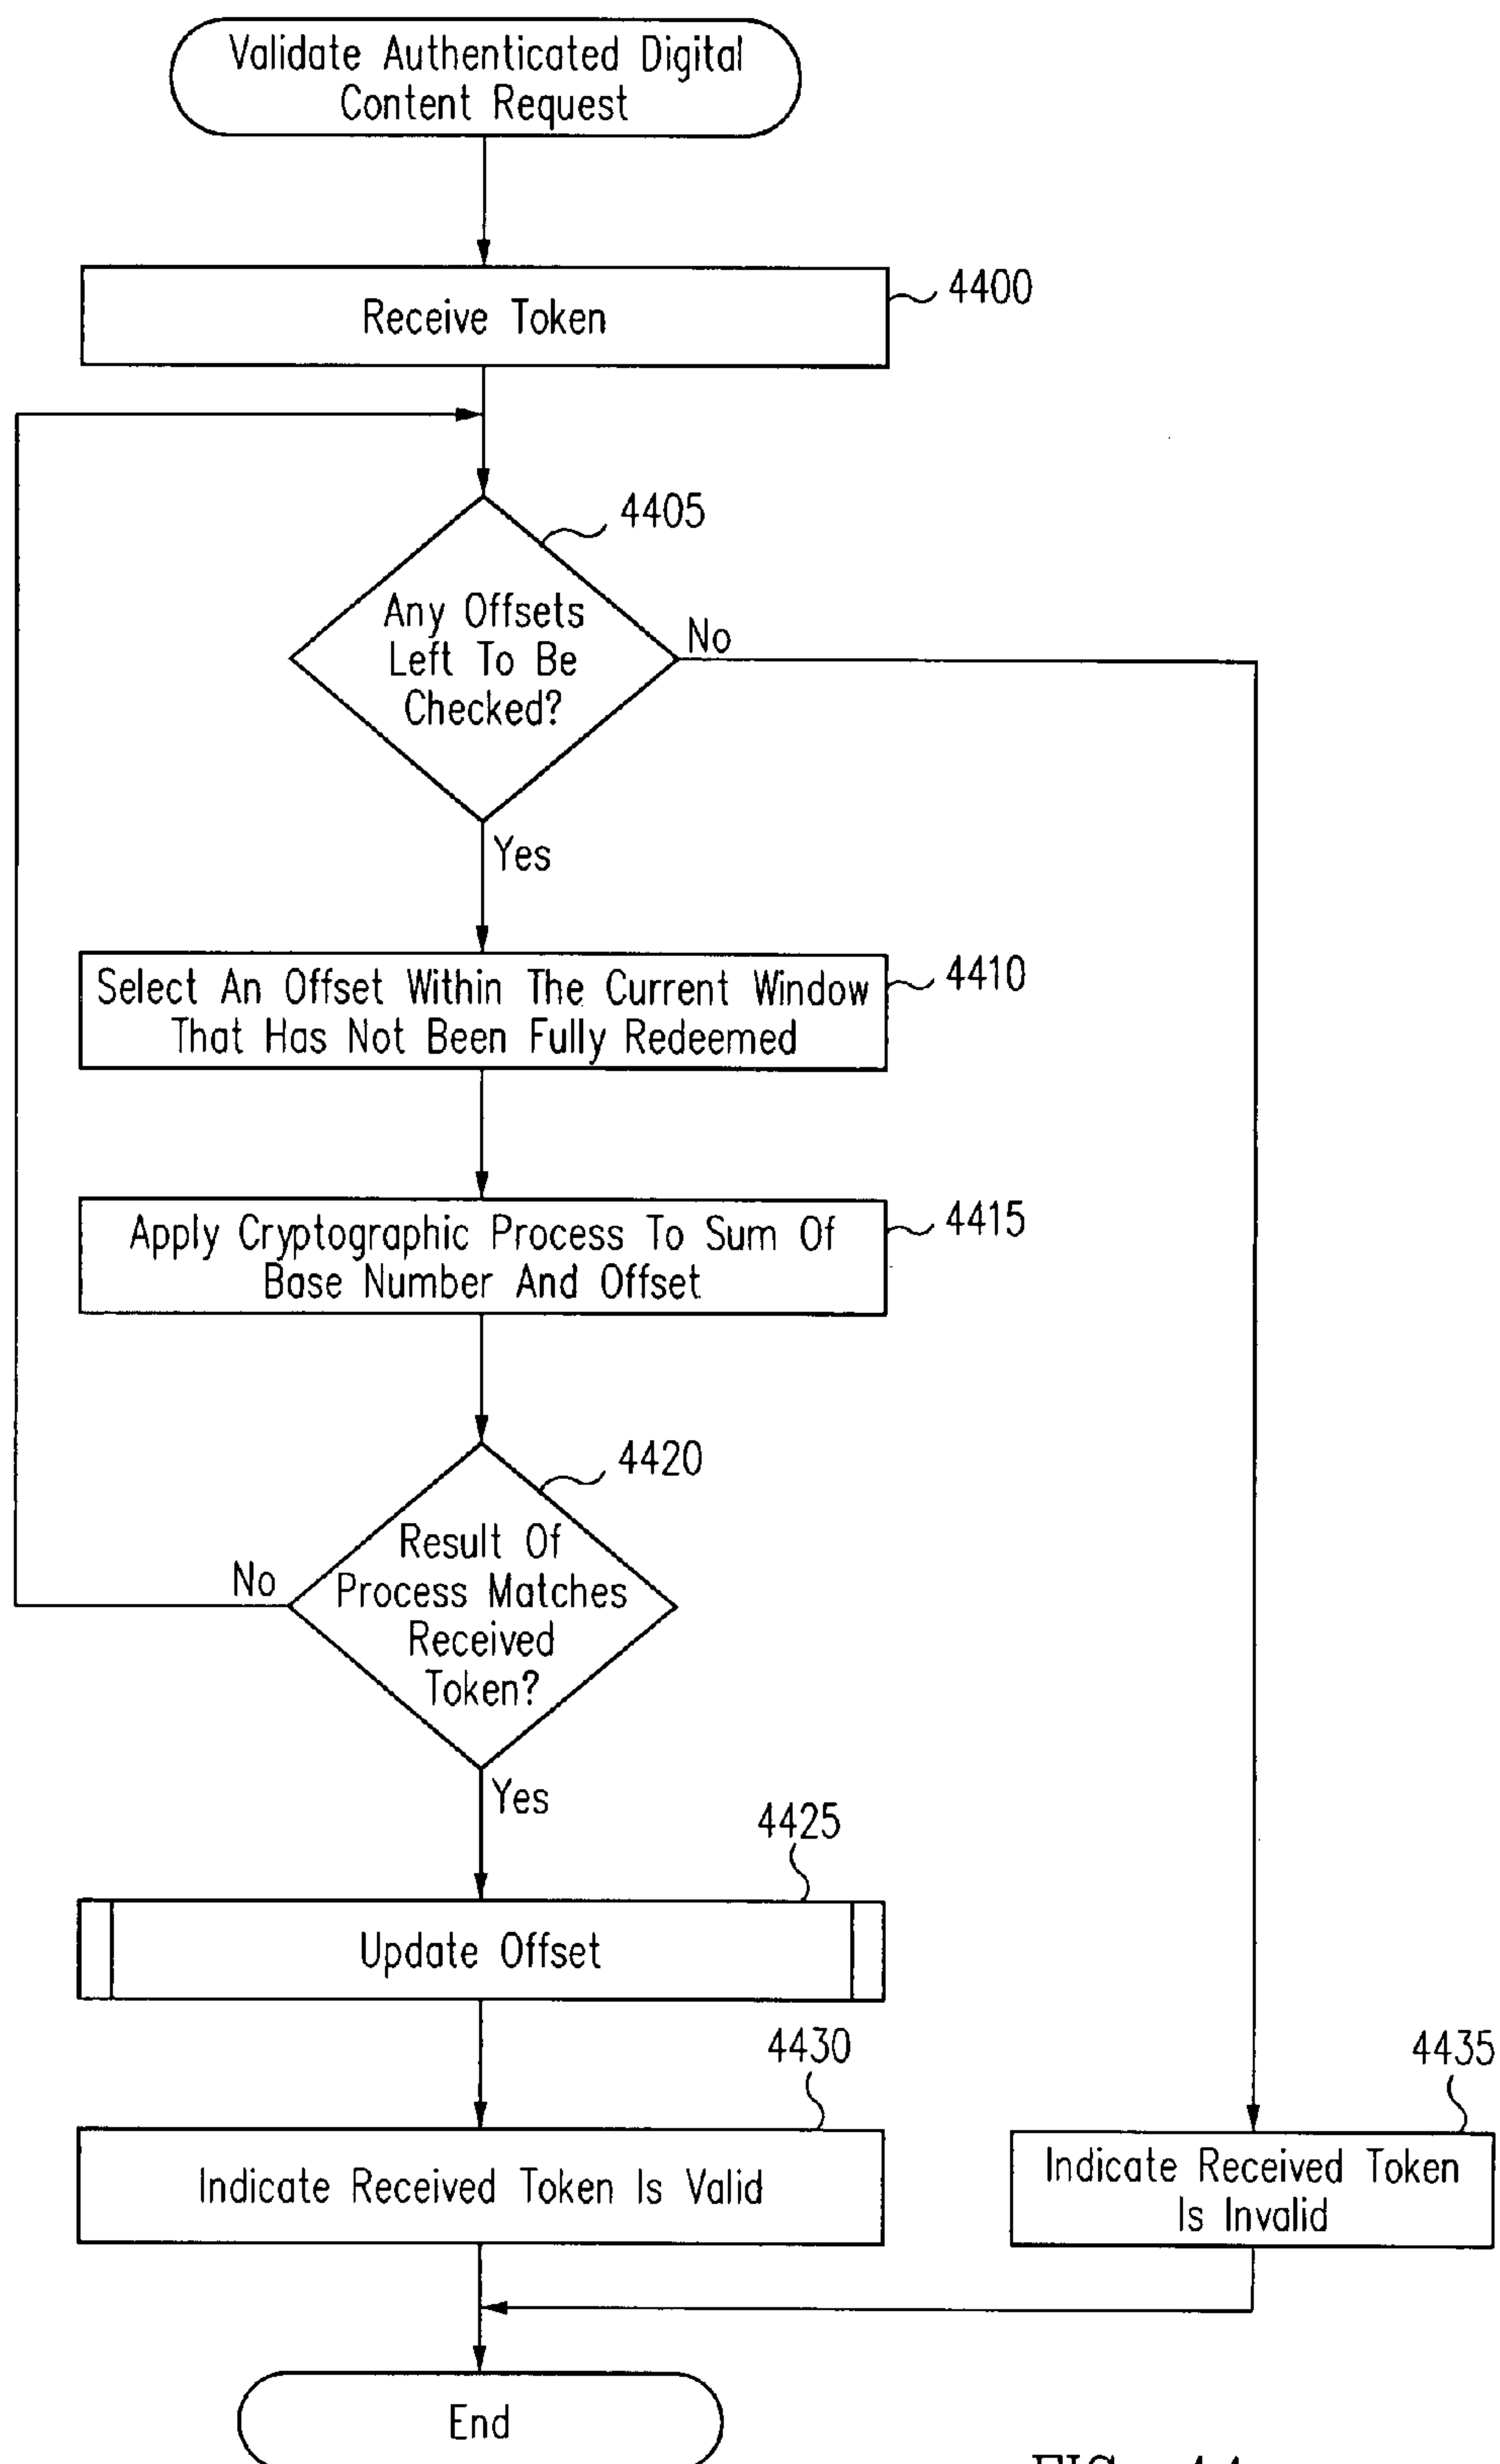 Validate Authenticated Digital
Content Request
Receive Token
4400
4405
Any Offsets
Left To Be
Checked?
No
Yes
Select An Offset Within The Current Window
That Has Not Been Fully Redeemed
4410
Apply Cryptographic Process To Sum Of
Base Number And Offset
4415
4420
Result Of
Process Matches
Received
Token?
No
Yes
4425
Update Offset
4430
Indicate Received Token Is Valid
4435
Indicate Received Token
Is Invalid
End